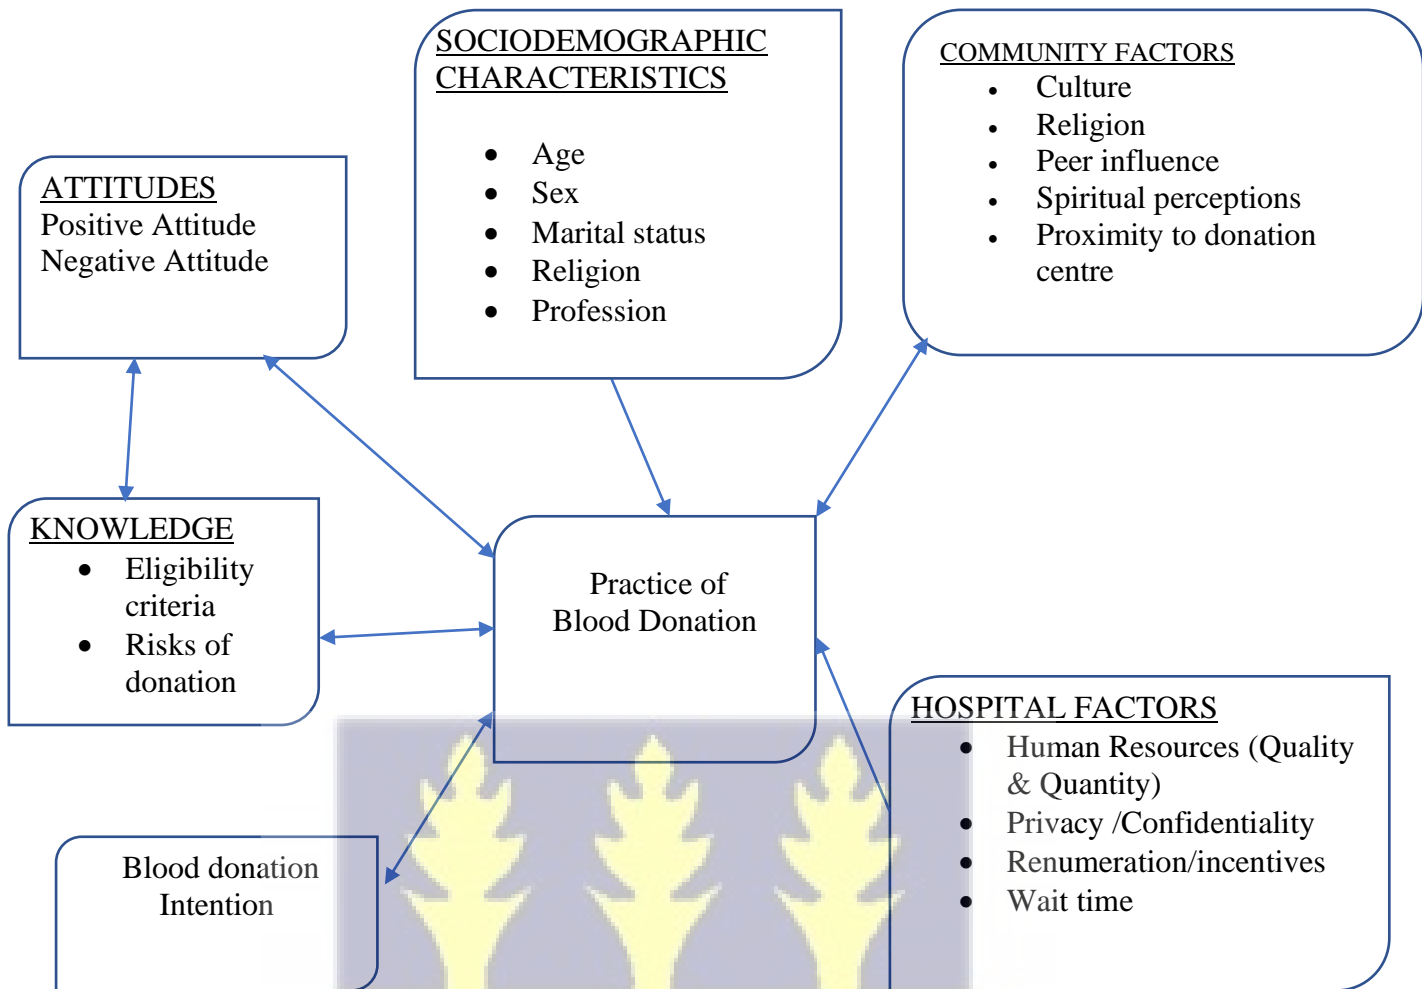 SOCIODEMOGRAPHIC
CHARACTERISTICS
• Age
• Sex
• Marital status
• Religion
• Profession
COMMUNITY FACTORS
• Culture
• Religion
• Peer influence
• Spiritual perceptions
• Proximity to donation
centre
ATTITUDES
Positive Attitude
Negative Attitude
KNOWLEDGE
• Eligibility
criteria
• Risks of
donation
Practice of
Blood Donation
HOSPITAL FACTORS
• Human Resources (Quality
& Quantity)
• Privacy /Confidentiality
• Renumeration/incentives
• Wait time
Blood donation
Intention